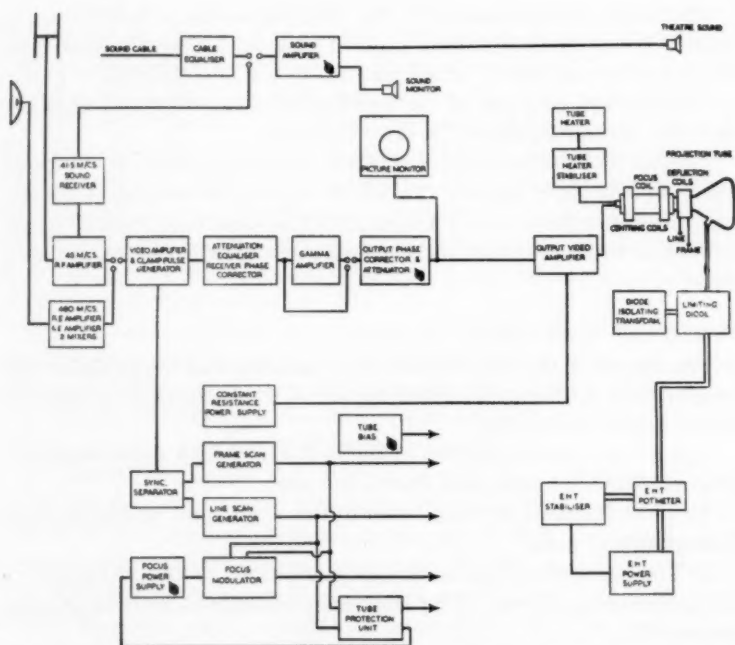 THEATRE SOUND
SOUND CABLE
CABLE
EQUALISER
SOUND
AMPLIFIER
SOUND
MONITOR
PICTURE MONITOR
TUBE
HEATER
TUBE
HEATER
STABILISER
PROJECTION TUBE
FOCUS
COIL
DEFLECTION
COILS
CENTRING COILS
LINE
FRAME
41·5 M/CS.
SOUND
RECEIVER
45 M/CS.
R.F. AMPLIFIER
VIDEO AMPLIFIER
& CLAMP PULSE
GENERATOR
ATTENUATION
EQUALISER
RECEIVER PHASE
CORRECTOR
GAMMA
AMPLIFIER
OUTPUT PHASE
CORRECTOR &
ATTENUATOR
OUTPUT VIDEO
AMPLIFIER
480 M/CS.
R.F. AMPLIFIER
& MIXERS
DIODE
ISOLATING
TRANSFORM.
LIMITING
CONSTANT
RESISTANCE
POWER SUPPLY
TUBE
BIAS
SYNC.
SEPARATOR
FRAME SCAN
GENERATOR
LINE SCAN
GENERATOR
EHT
STABILISER
EHT
POTMETER
EHT
POWER
SUPPLY
FOCUS
POWER
SUPPLY
FOCUS
MODULATOR
TUBE
PROTECTION
UNIT